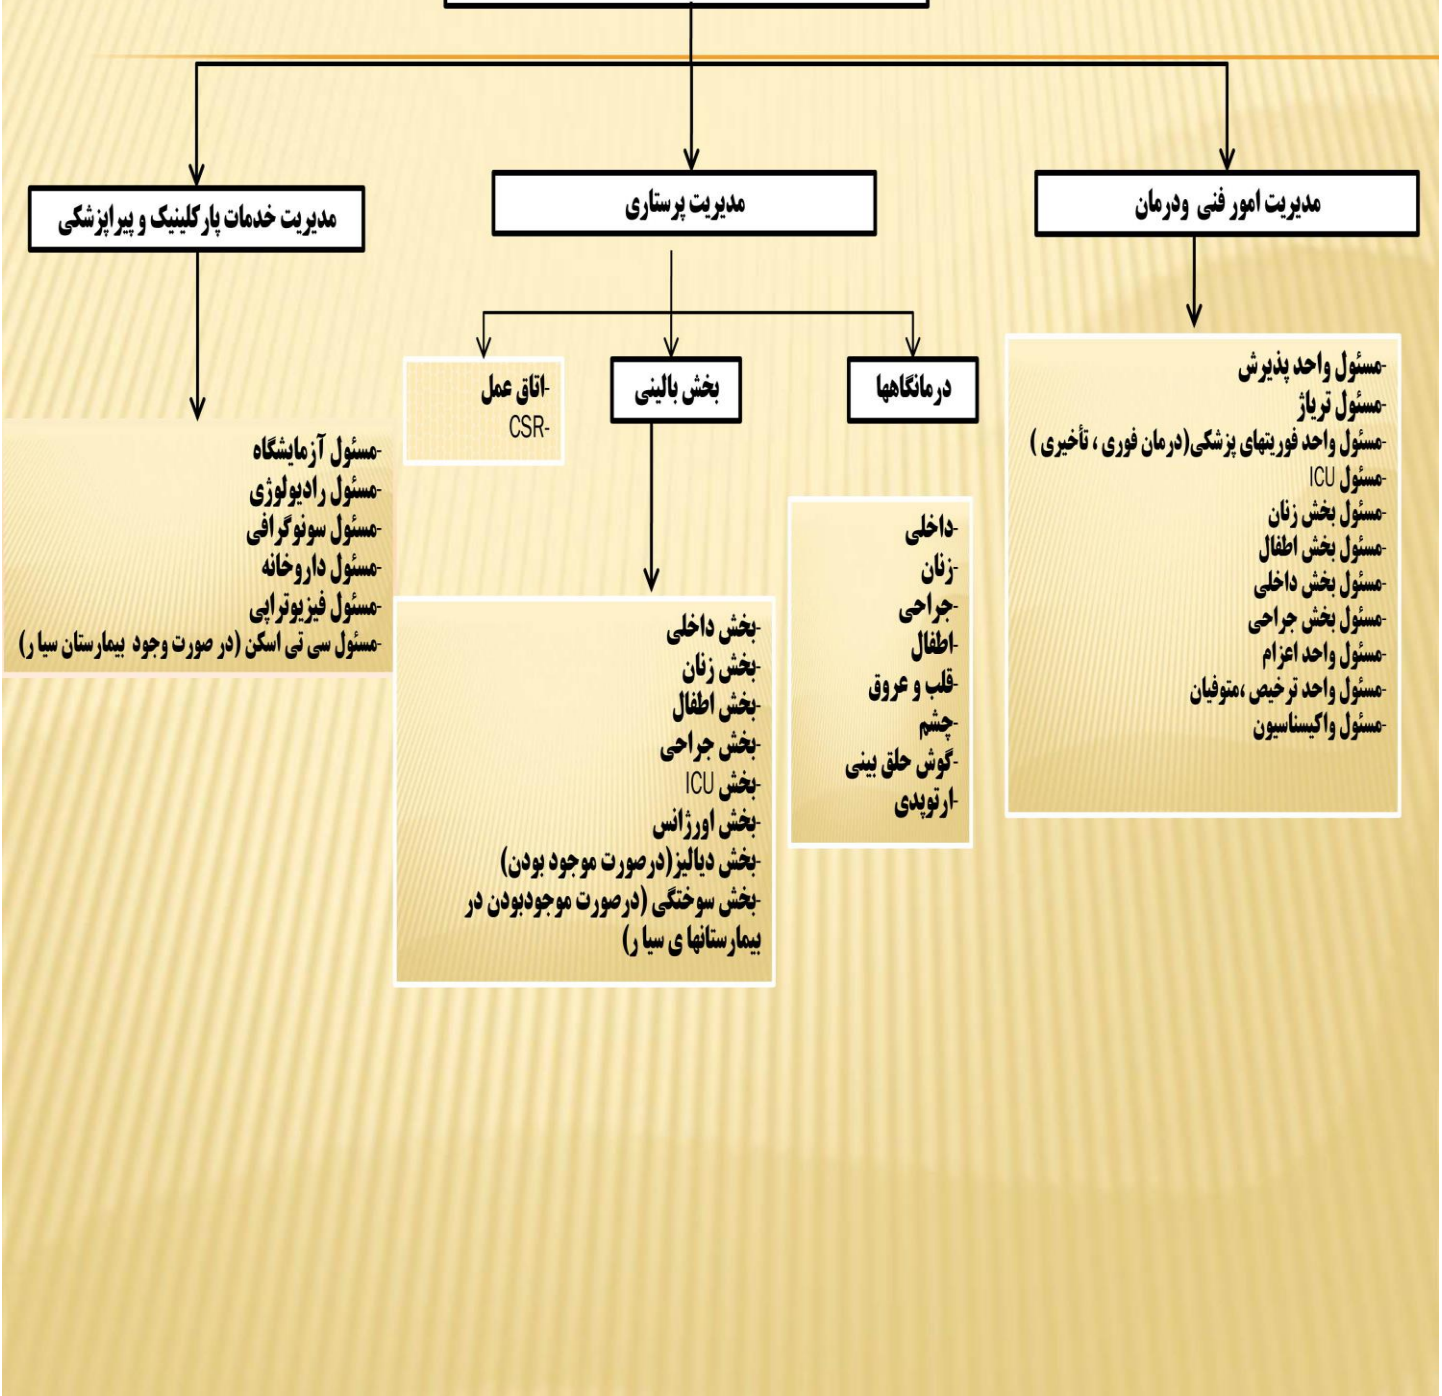 مدیریت امور فنی ودرمان
مدیریت پرستاری
مدیریت خدمات پارکلینیک و پیراپزشکی
-مسئول واحد پذیرش
-مسئول تریاژ
-مسئول واحد فوریتهای پزشکی(درمان فوری ، تأخیری )
-مسئول ICU
-مسئول بخش زنان
-مسئول بخش اطفال
-مسئول بخش داخلی
-مسئول بخش جراحی
-مسئول واحد اعزام
-مسئول واحد ترخیص ،متوفیان
-مسئول واکیسناسیون
درمانگاهها
-داخلی
-زنان
-جراحی
-اطفال
-قلب و عروق
-چشم
-گوش حلق بینی
-ارتوپدی
بخش بالینی
-بخش داخلی
-بخش زنان
-بخش اطفال
-بخش جراحی
-بخش ICU
-بخش اورژانس
-بخش دیالیز(درصورت موجود بودن)
-بخش سوختگی (درصورت موجودبودن در
بیمارستانها ی سیا ر)
-اتاق عمل
-CSR
-مسئول آزمایشگاه
-مسئول رادیولوژی
-مسئول سونوگرافی
-مسئول داروخانه
-مسئول فیزیوتراپی
-مسئول سی تی اسکن (در صورت وجود بیمارستان سیا ر)